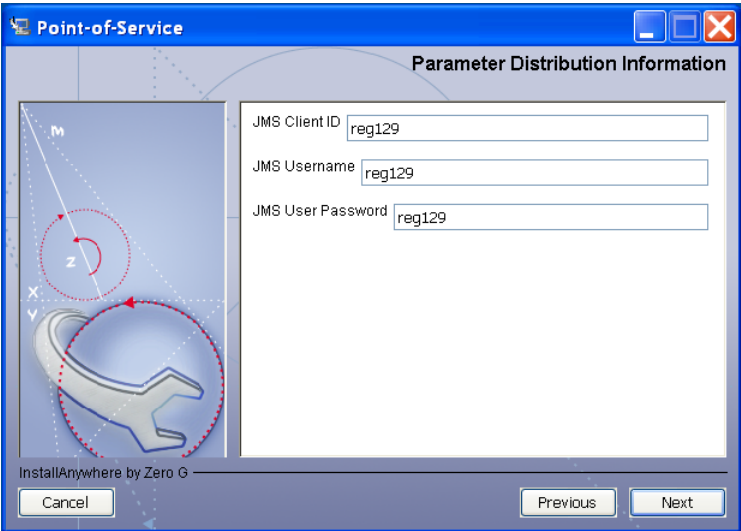 Point-of-Service
Parameter Distribution Information
M
Z
X
Y
JMS Client ID reg129
JMS Username reg129
JMS User Password reg129
InstallAnywhere by Zero G
Cancel Previous Next